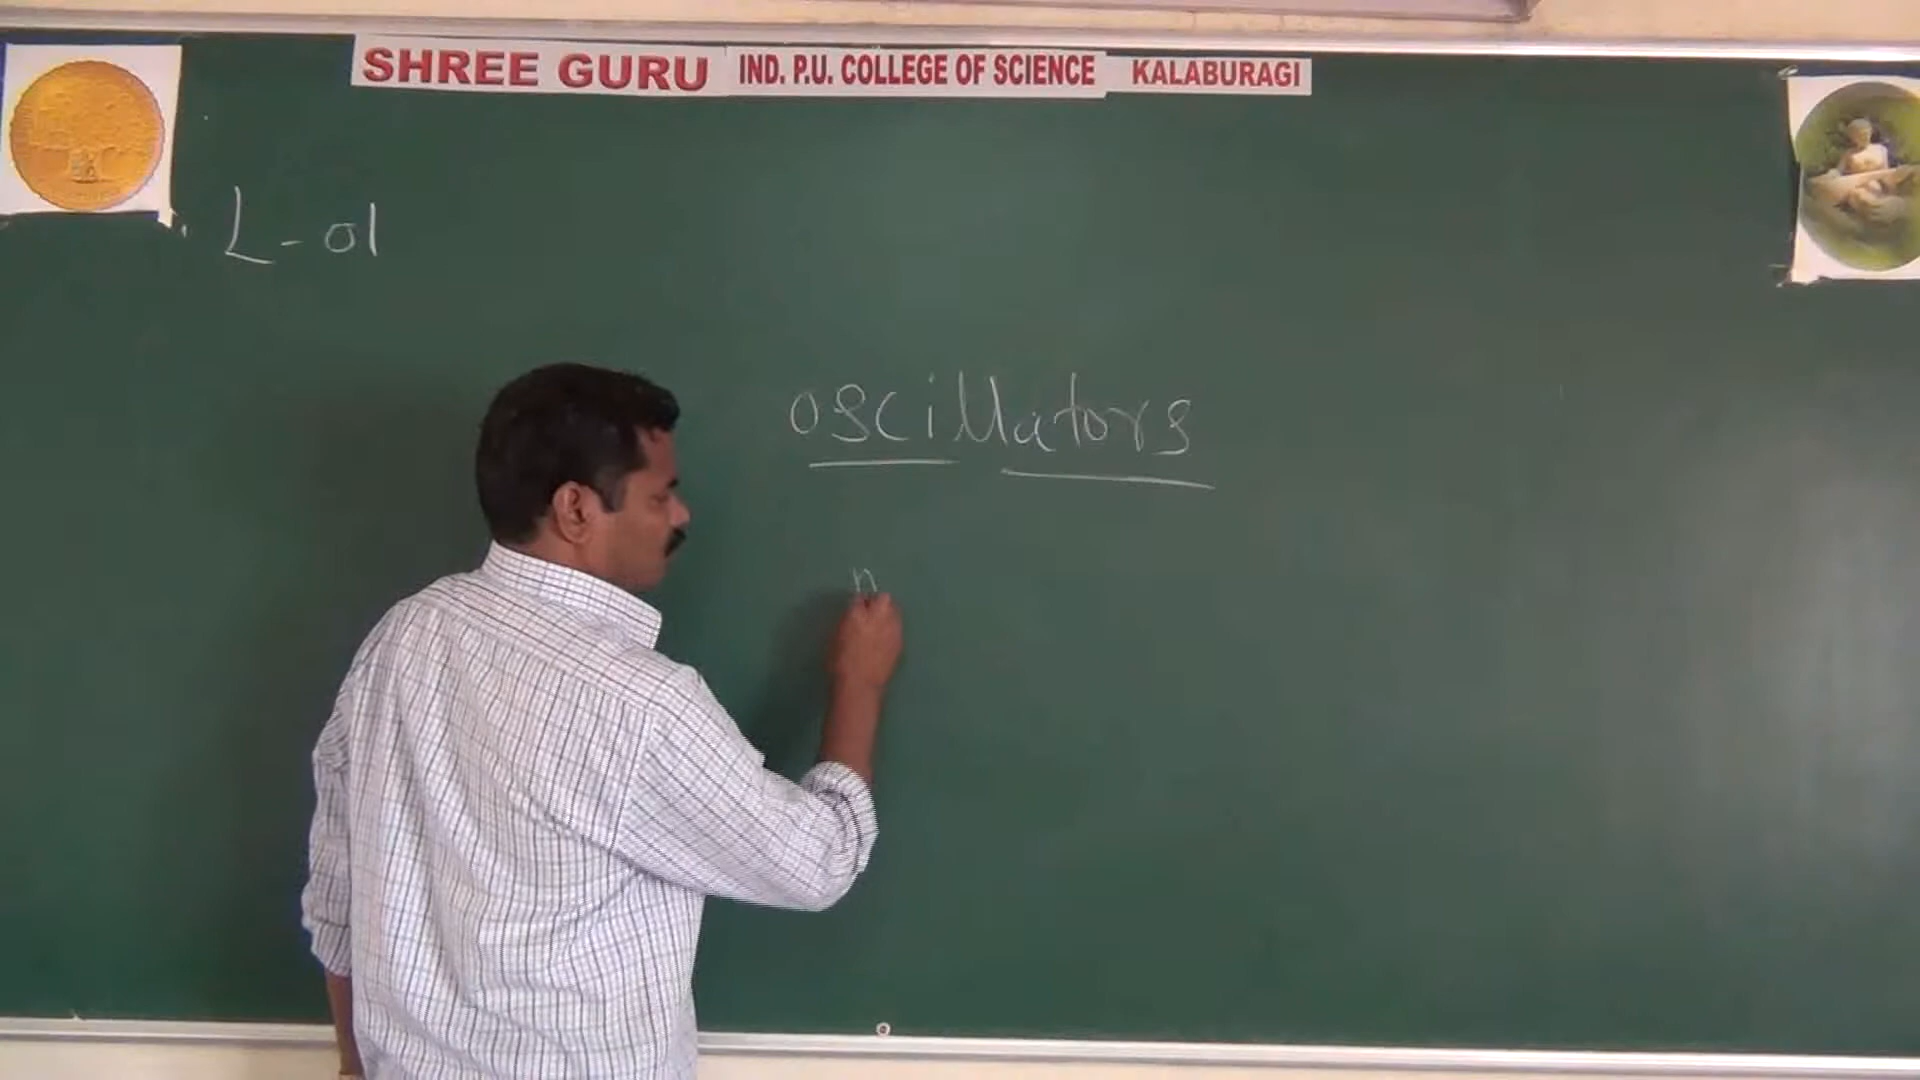 SHREE GURU IND. P.U. COLLEGE OF SCIENCE KALABURAGI
L - 01
oscillators
n